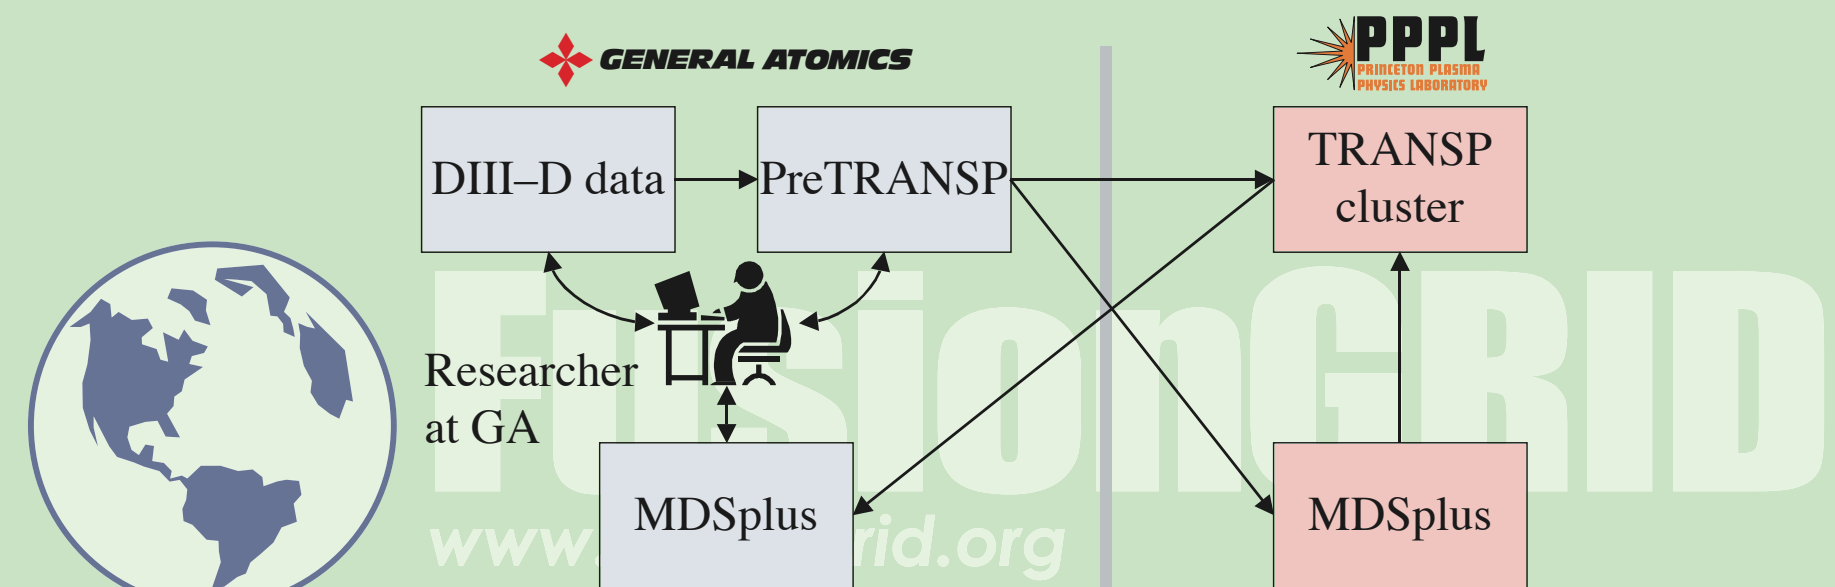 GENERAL ATOMICS
PPPL
PRINCETON PLASMA
PHYSICS LABORATORY
DIII–D data
PreTRANSP
TRANSP
cluster
FusionGRID
Researcher
at GA
MDSplus
MDSplus
www.
rid.org